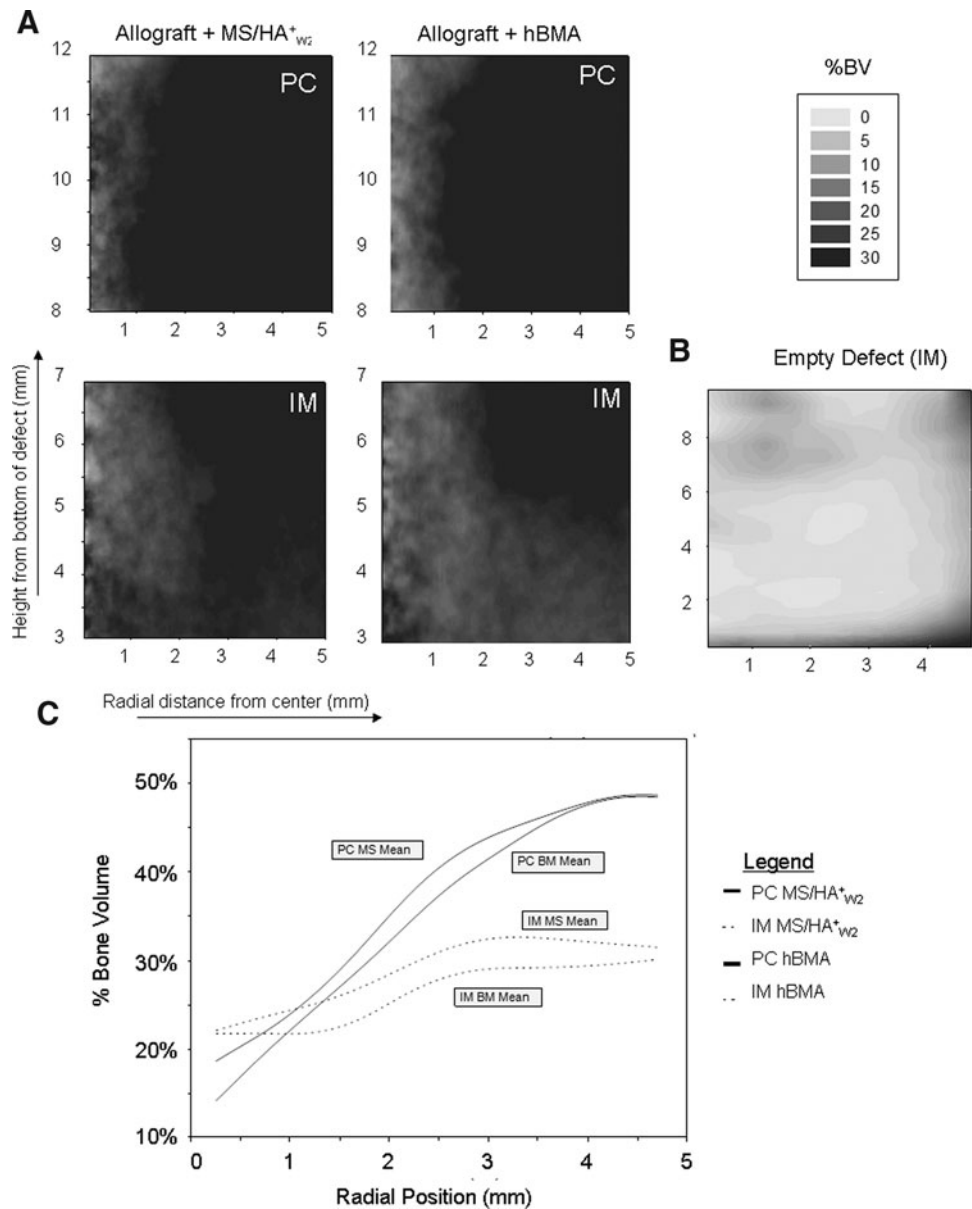 A
Allograft + MS/HA+W2
Allograft + hBMA
%BV
12
11
10
9
8
PC
1 2 3 4 5
12
11
10
9
8
PC
1 2 3 4 5
0
5
10
15
20
25
30
Height from bottom of defect (mm)
7
6
5
4
3
IM
1 2 3 4 5
7
6
5
4
3
IM
1 2 3 4 5
B
Empty Defect (IM)
8
6
4
2
1 2 3 4
Radial distance from center (mm)
C
% Bone Volume
50%
40%
30%
20%
10%
PC MS Mean
PC BM Mean
IM MS Mean
IM BM Mean
0 1 2 3 4 5
Radial Position (mm)
Legend
PC MS/HA+W2
IM MS/HA+W2
PC hBMA
IM hBMA